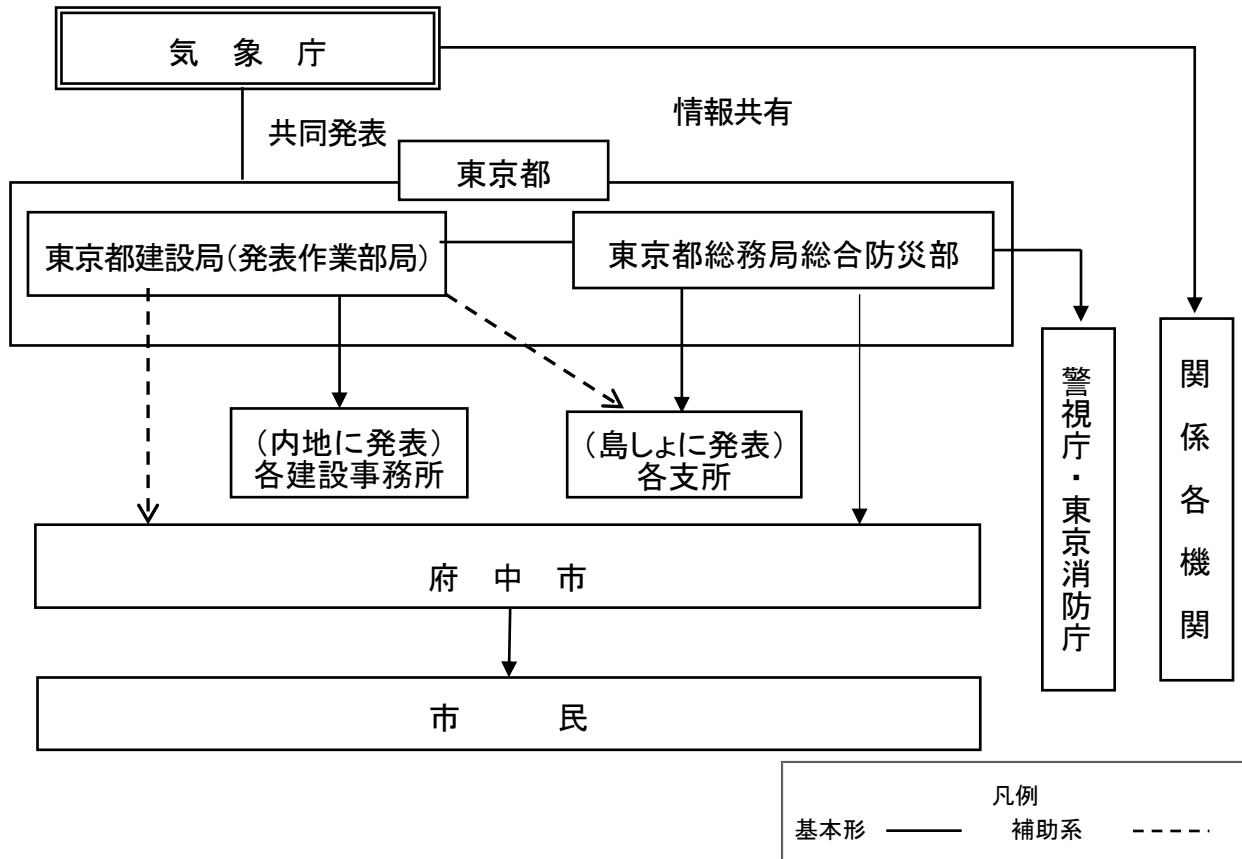 気 象 庁
共同発表
情報共有
東京都
東京都建設局(発表作業部局)
東京都総務局総合防災部
(内地に発表)
各建設事務所
(島しょに発表)
各支所
警視庁・東京消防庁
関係各機関
府 中 市
市 民
凡例
基本形
補助系